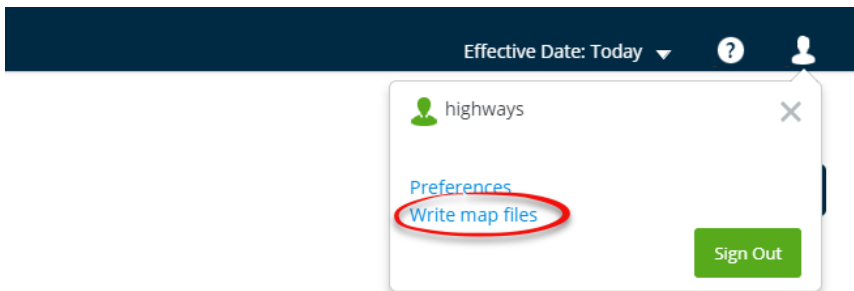 Effective Date: Today
?
highways
Preferences
Write map files
Sign Out